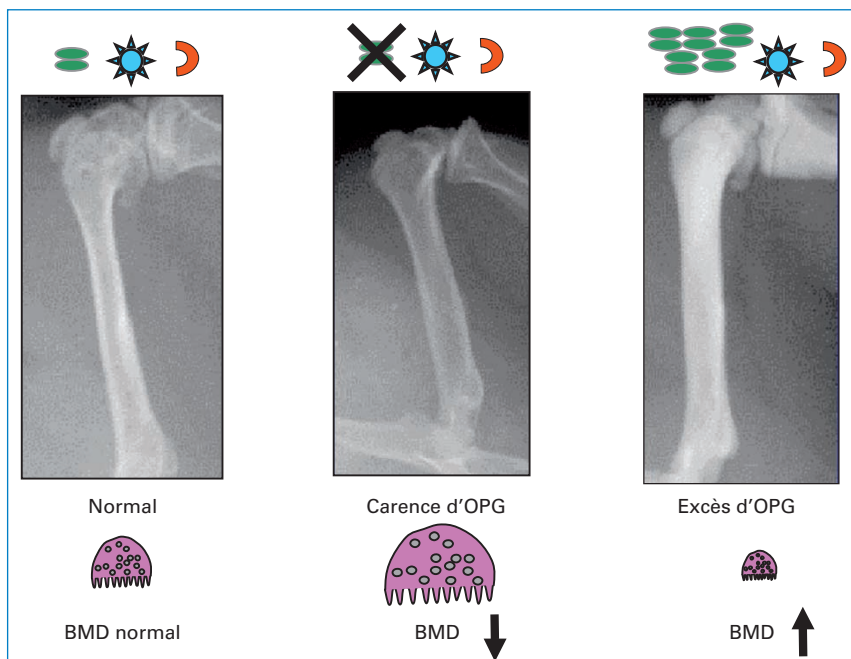 Normal
Carence d'OPG
Excès d'OPG
BMD normal
BMD
BMD